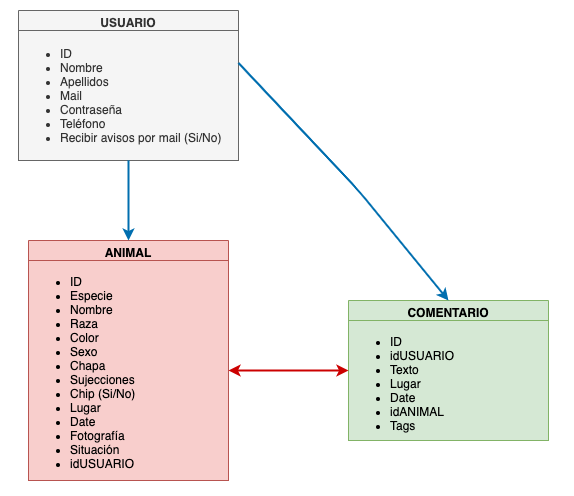 USUARIO
ID
Nombre
Apellidos
Mail
Contraseña
Teléfono
Recibir avisos por mail (Si/No)
ANIMAL
ID
Especie
Nombre
Raza
Color
Sexo
Chapa
Sujecciones
Chip (Si/No)
Lugar
Date
Fotografía
Situación
idUSUARIO
COMENTARIO
ID
idUSUARIO
Texto
Lugar
Date
idANIMAL
Tags